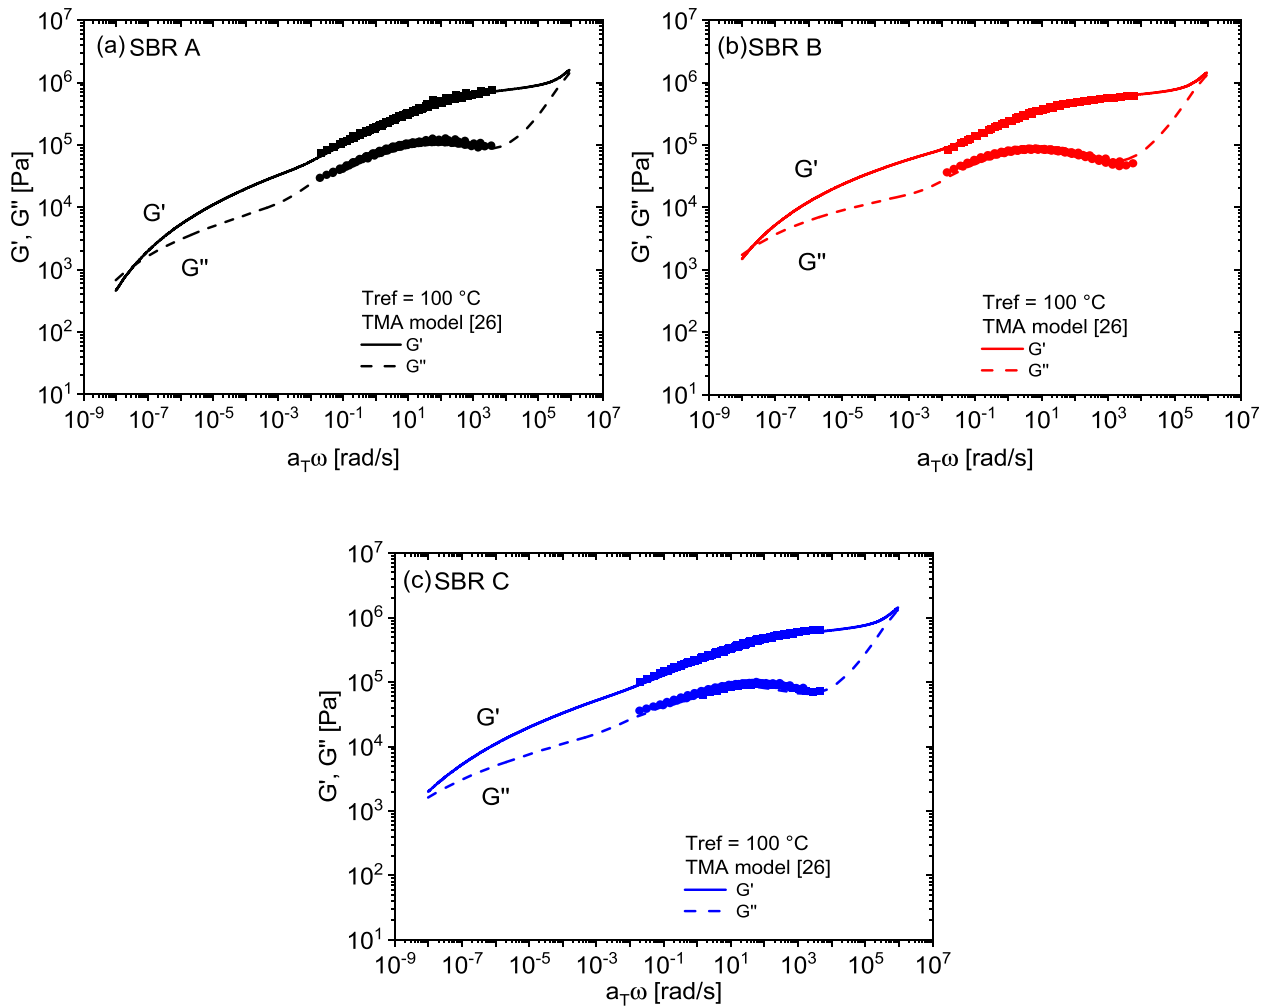 (a) SBR A
10⁷
10⁶
10⁵
10⁴
10³
10²
10¹
G', G" [Pa]
G'
G"
Tref = 100 °C
TMA model [26]
G'
G"
10⁻⁹ 10⁻⁷ 10⁻⁵ 10⁻³ 10⁻¹ 10¹ 10³ 10⁵ 10⁷
a_Tω [rad/s]
(b) SBR B
10⁷
10⁶
10⁵
10⁴
10³
10²
10¹
G', G" [Pa]
G'
G"
Tref = 100 °C
TMA model [26]
G'
G"
10⁻⁹ 10⁻⁷ 10⁻⁵ 10⁻³ 10⁻¹ 10¹ 10³ 10⁵ 10⁷
a_Tω [rad/s]
(c) SBR C
10⁷
10⁶
10⁵
10⁴
10³
10²
10¹
G', G" [Pa]
G'
G"
Tref = 100 °C
TMA model [26]
G'
G"
10⁻⁹ 10⁻⁷ 10⁻⁵ 10⁻³ 10⁻¹ 10¹ 10³ 10⁵ 10⁷
a_Tω [rad/s]